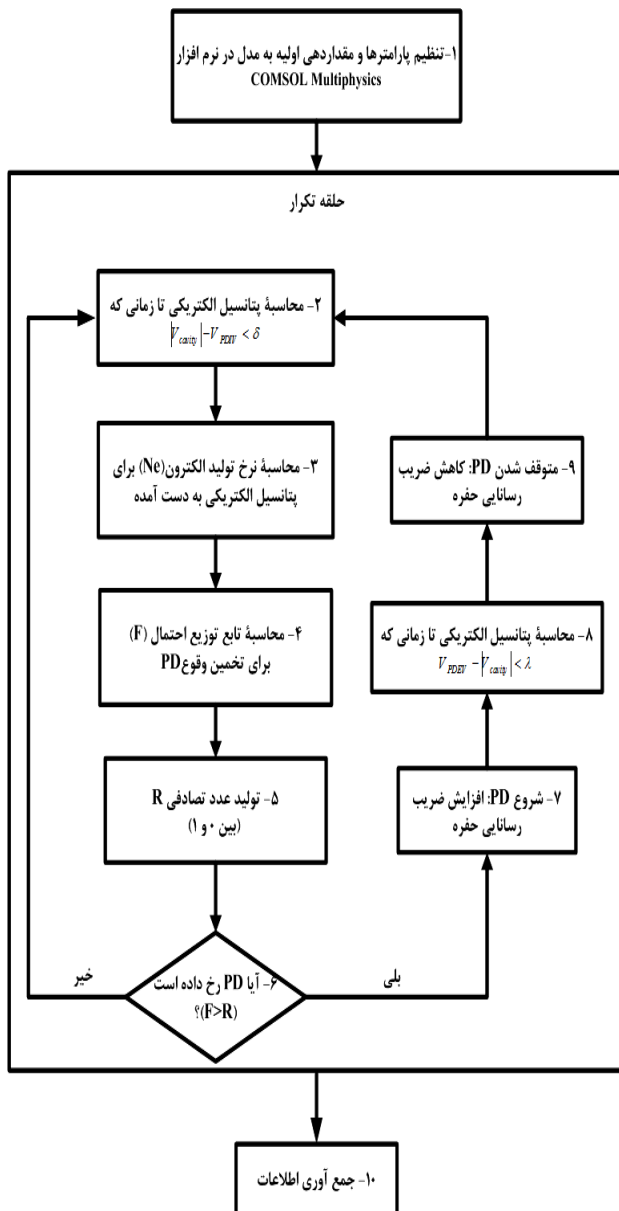 ۱-تنظیم پارامترها و مقداردهی اولیه به مدل در نرم افزار
COMSOL Multiphysics
حلقه تکرار
۲- محاسبهٔ پتانسیل الکتریکی تا زمانی که
|V_cavity| − V_PDIV < δ
۳- محاسبهٔ نرخ تولید الکترون(Ne) برای
پتانسیل الکتریکی به دست آمده
۴- محاسبهٔ تابع توزیع احتمال (F)
برای تخمین وقوعPD
۵- تولید عدد تصادفی R
(بین ۰ و ۱)
۶- آیا PD رخ داده است
(F>R)؟
خیر
بلی
۷- شروع PD: افزایش ضریب
رسانایی حفره
۸- محاسبهٔ پتانسیل الکتریکی تا زمانی که
V_PDEV − |V_cavity| < λ
۹- متوقف شدن PD: کاهش ضریب
رسانایی حفره
۱۰- جمع آوری اطلاعات